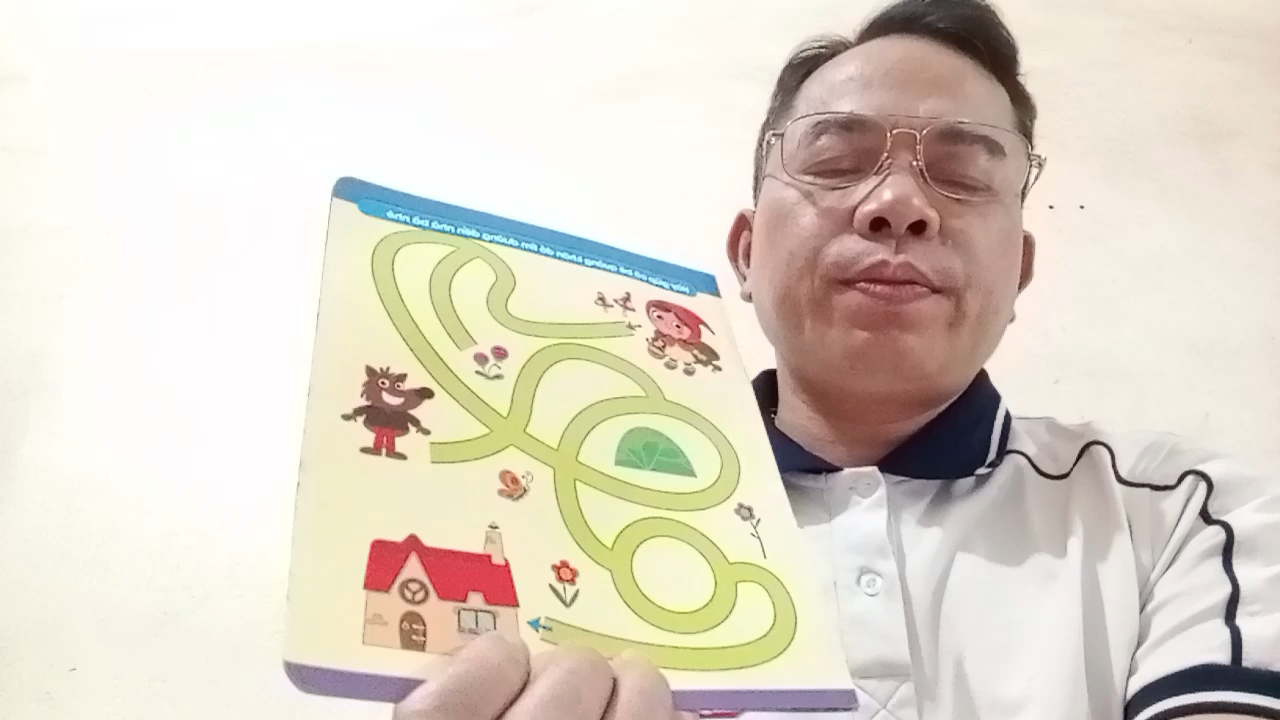 Hãy giúp cô bé quàng khăn đỏ tìm đường đến nhà bà nhé